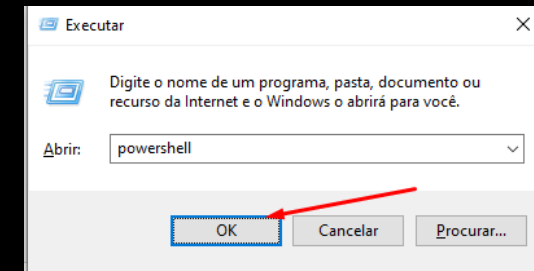 Executar
Digite o nome de um programa, pasta, documento ou
recurso da Internet e o Windows o abrirá para você.
Abrir:
powershell
OK
Cancelar
Procurar...